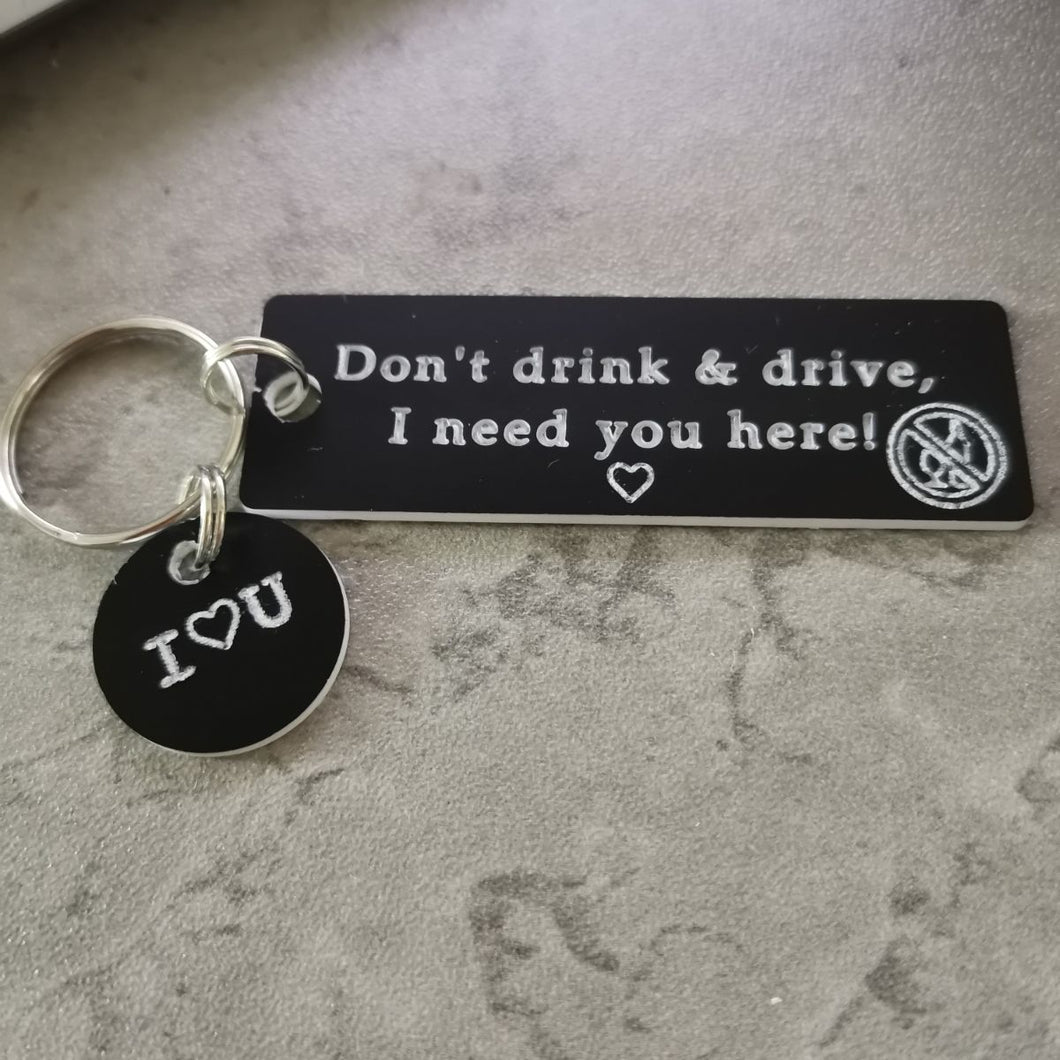 Don't drink & drive,
I need you here!
♡
I♡U